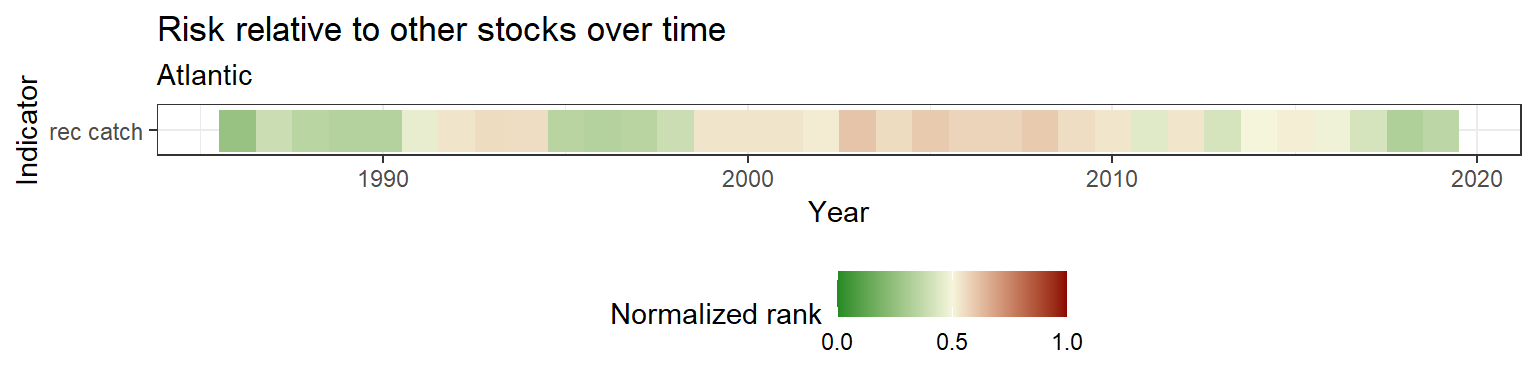 Risk relative to other stocks over time
Atlantic
Indicator
rec catch
1990 2000 2010 2020
Year
Normalized rank
0.0 0.5 1.0